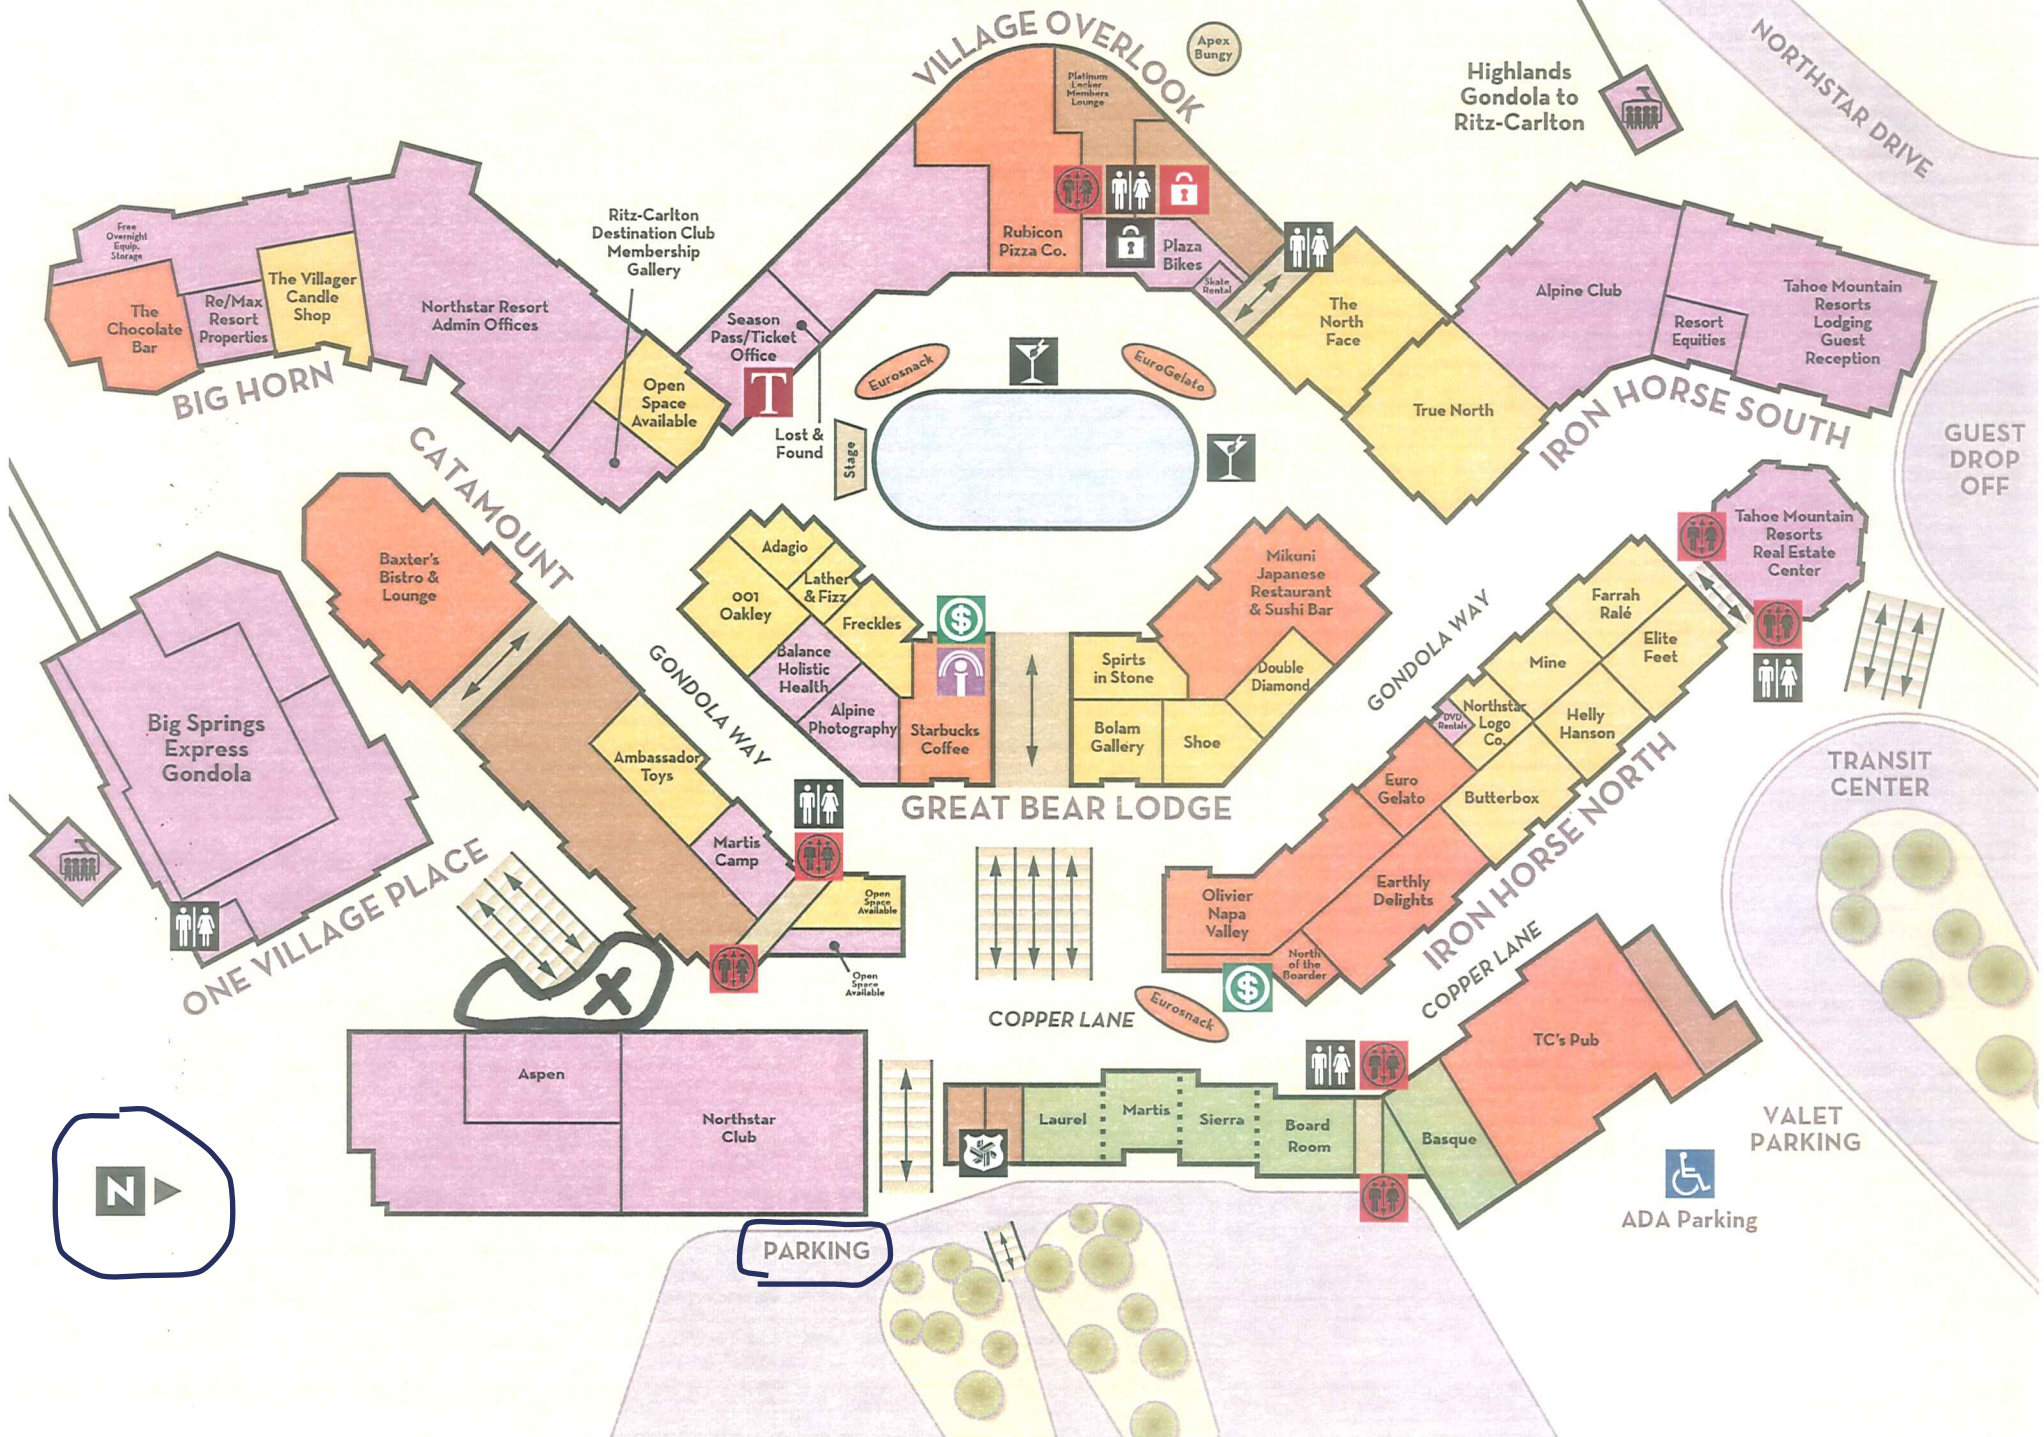 VILLAGE OVERLOOK
Apex
Bungy
Platinum
Locker
Members
Lounge
Highlands
Gondola to
Ritz-Carlton
NORTHSTAR DRIVE
Free
Overnight
Equip.
Storage
The
Chocolate
Bar
Re/Max
Resort
Properties
The Villager
Candle
Shop
Northstar Resort
Admin Offices
BIG HORN
Ritz-Carlton
Destination Club
Membership
Gallery
Open
Space
Available
Season
Pass/Ticket
Office
T
Lost &
Found
Rubicon
Pizza Co.
Plaza
Bikes
Skate
Rental
Eurosnack
EuroGelato
Stage
The
North
Face
True North
Alpine Club
Resort
Equities
Tahoe Mountain
Resorts
Lodging
Guest
Reception
IRON HORSE SOUTH
GUEST
DROP
OFF
CATAMOUNT
Baxter's
Bistro &
Lounge
Big Springs
Express
Gondola
ONE VILLAGE PLACE
GONDOLA WAY
Ambassador
Toys
Martis
Camp
Open
Space
Available
Open
Space
Available
Adagio
001
Oakley
Lather
& Fizz
Freckles
Balance
Holistic
Health
Alpine
Photography
$
Starbucks
Coffee
GREAT BEAR LODGE
Spirts
in Stone
Bolam
Gallery
Shoe
Double
Diamond
Mikuni
Japanese
Restaurant
& Sushi Bar
GONDOLA WAY
Tahoe Mountain
Resorts
Real Estate
Center
Farrah
Ralé
Elite
Feet
Mine
Northstar
Logo
Co.
Helly
Hanson
DVD
Rentals
Euro
Gelato
Butterbox
Earthly
Delights
Olivier
Napa
Valley
North
of the
Boarder
$
IRON HORSE NORTH
TRANSIT
CENTER
COPPER LANE
Eurosnack
COPPER LANE
X
Aspen
Northstar
Club
Laurel
Martis
Sierra
Board
Room
Basque
TC's Pub
VALET
PARKING
ADA Parking
N
PARKING